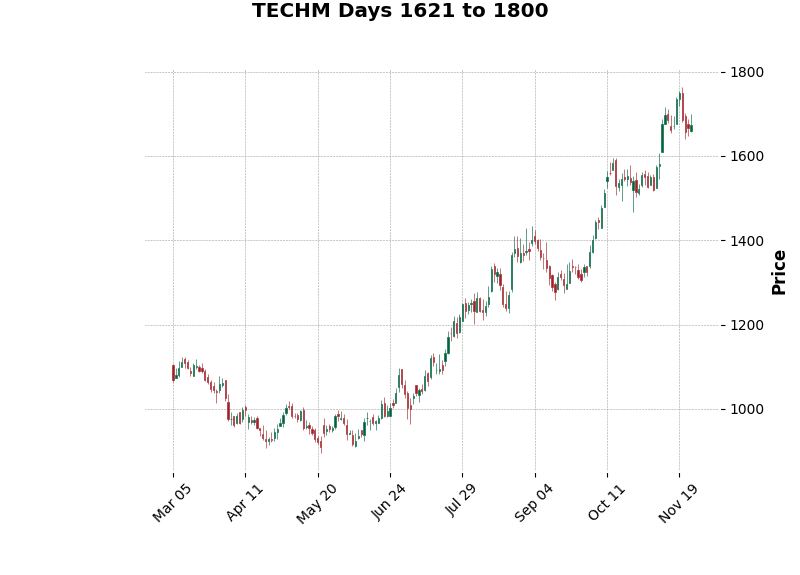 TECHM Days 1621 to 1800
1800
1600
1400
1200
1000
Price
Mar 05
Apr 11
May 20
Jun 24
Jul 29
Sep 04
Oct 11
Nov 19